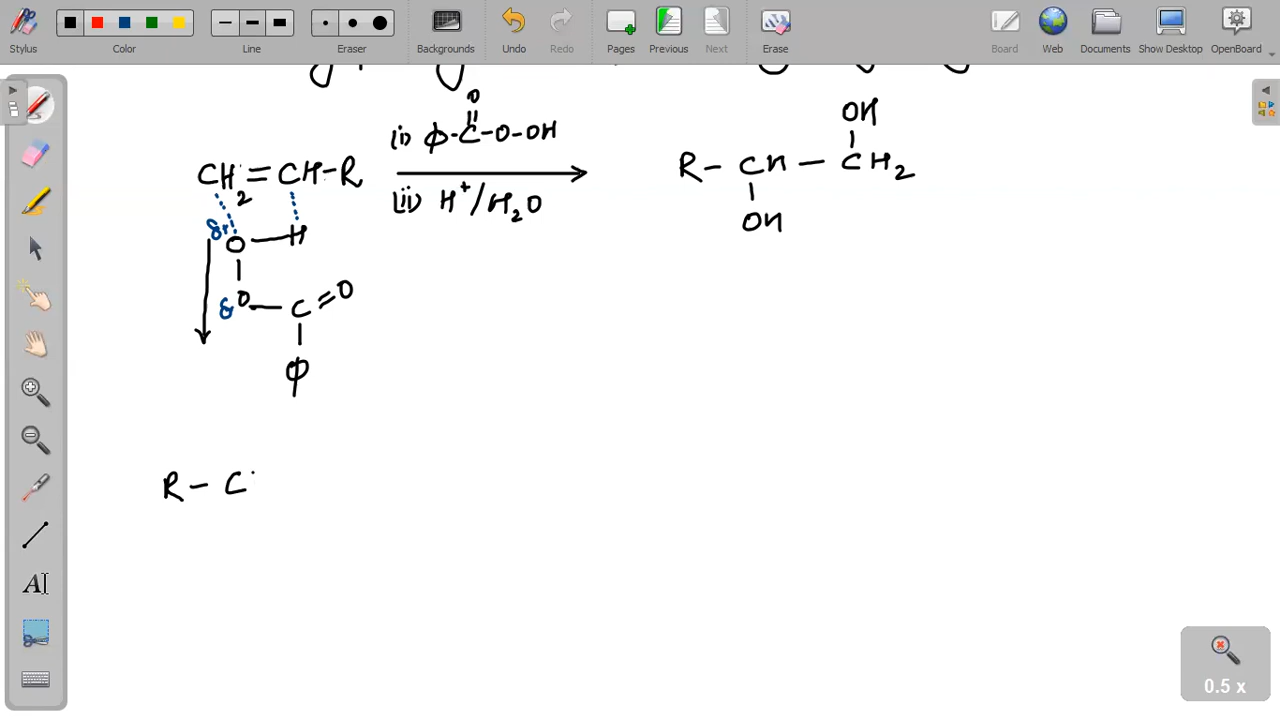 Stylus
Color
Line
Eraser
Backgrounds
Undo
Redo
Pages
Previous
Next
Erase
Board
Web
Documents
Show Desktop
OpenBoard
O
OH
(i) ϕ-C-O-OH
CH2=CH-R
R-CH-CH2
(ii) H+/H2O
OH
δ+
O-H
δ O-C=O
ϕ
R-C
0.5 x